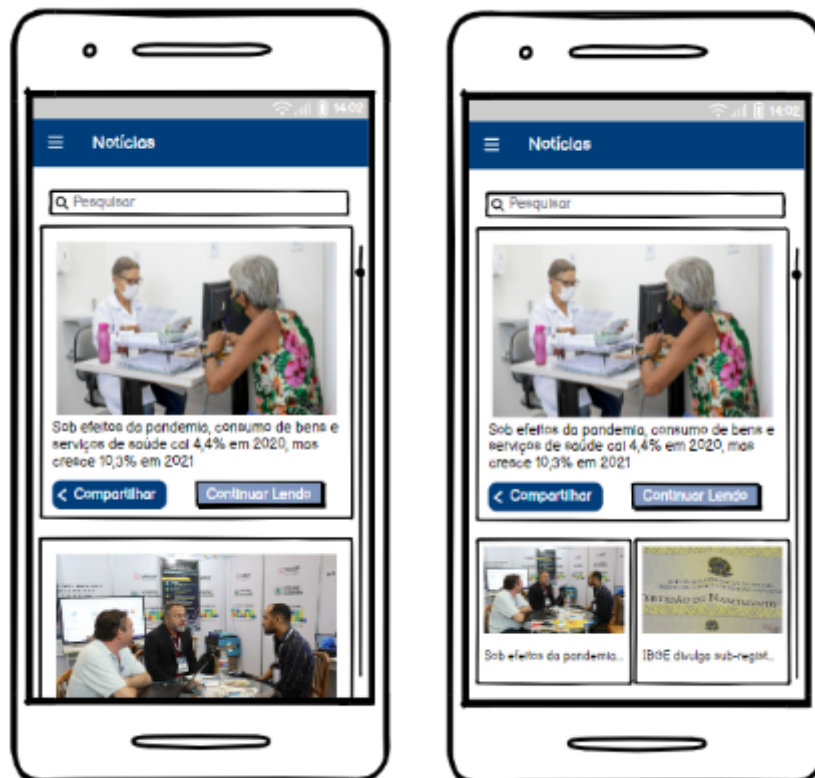 14:02
Notícias
Pesquisar
Sob efeitos da pandemia, consumo de bens e
serviços de saúde cai 4,4% em 2020, mas
cresce 10,3% em 2021
Compartilhar
Continuar Lendo
14:02
Notícias
Pesquisar
Sob efeitos da pandemia, consumo de bens e
serviços de saúde cai 4,4% em 2020, mas
cresce 10,3% em 2021
Compartilhar
Continuar Lendo
CERTIDÃO DE NASCIMENTO
Sob efeitos da pandemia...
IBGE divulga sub-regist...